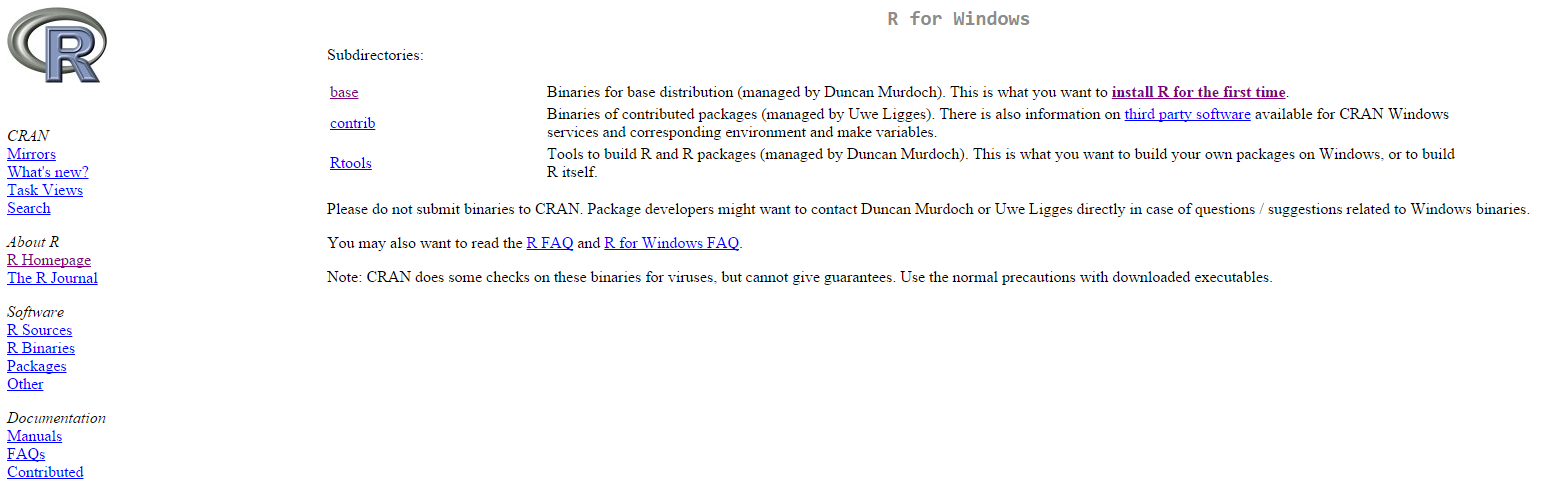 R
CRAN
Mirrors
What's new?
Task Views
Search
About R
R Homepage
The R Journal
Software
R Sources
R Binaries
Packages
Other
Documentation
Manuals
FAQs
Contributed
R for Windows
Subdirectories:
base Binaries for base distribution (managed by Duncan Murdoch). This is what you want to install R for the first time.
contrib Binaries of contributed packages (managed by Uwe Ligges). There is also information on third party software available for CRAN Windows
services and corresponding environment and make variables.
Rtools Tools to build R and R packages (managed by Duncan Murdoch). This is what you want to build your own packages on Windows, or to build
R itself.
Please do not submit binaries to CRAN. Package developers might want to contact Duncan Murdoch or Uwe Ligges directly in case of questions / suggestions related to Windows binaries.
You may also want to read the R FAQ and R for Windows FAQ.
Note: CRAN does some checks on these binaries for viruses, but cannot give guarantees. Use the normal precautions with downloaded executables.